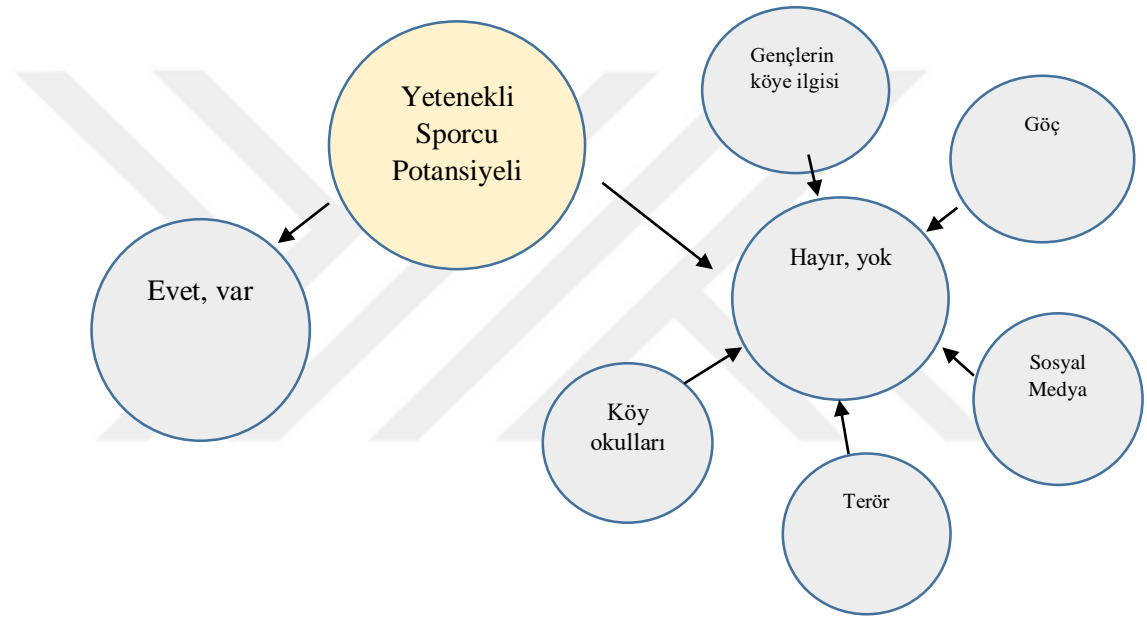 Yetenekli
Sporcu
Potansiyeli
Gençlerin
köye ilgisi
Göç
Evet, var
Hayır, yok
Sosyal
Medya
Köy
okulları
Terör